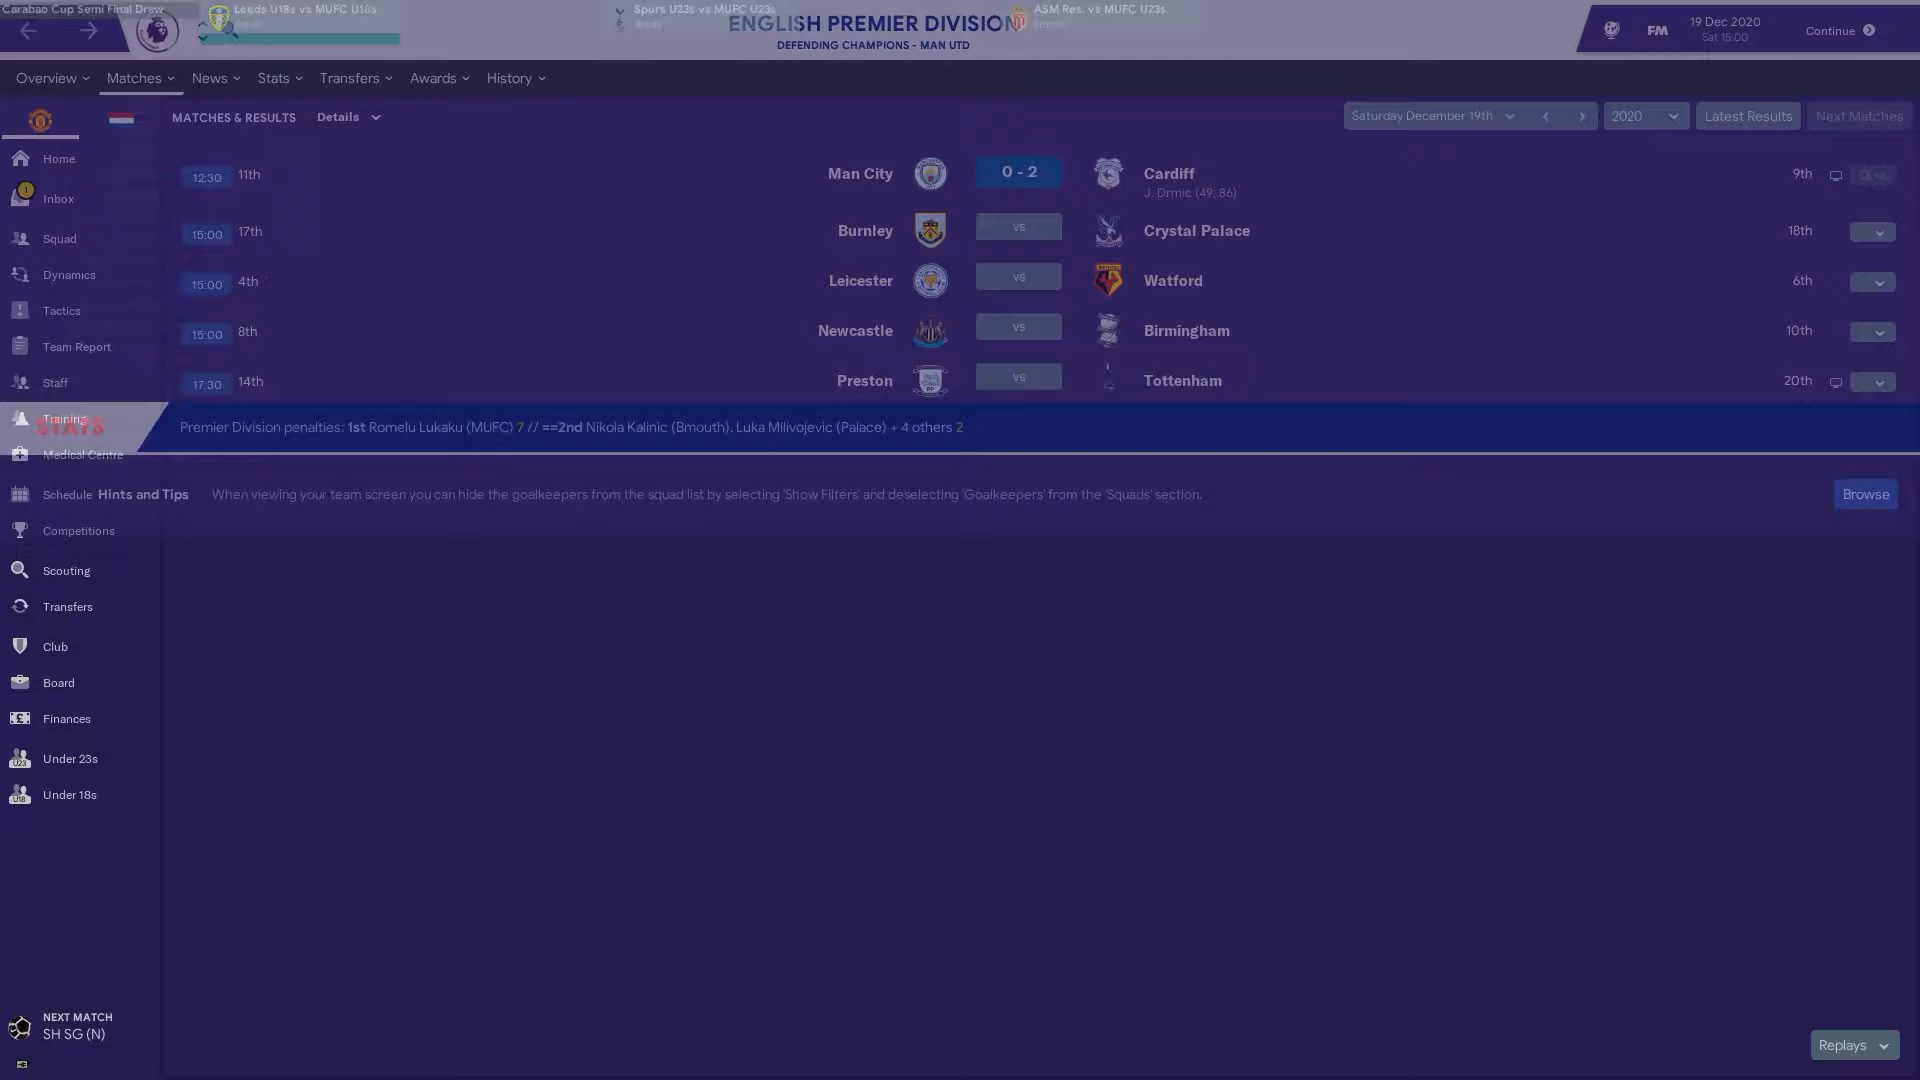 Carabao Cup Semi Final Draw
Leeds U18s vs MUFC U18s
Spurs U23s vs MUFC U23s
ASM Res. vs MUFC U23s
ENGLISH PREMIER DIVISION
DEFENDING CHAMPIONS - MAN UTD
FM
19 Dec 2020
Sat 15:00
Continue
Overview Matches News Stats Transfers Awards History
MATCHES & RESULTS Details
Saturday December 19th 2020 Latest Results Next Matches
Home
Inbox
1
Squad
Dynamics
Tactics
Team Report
Staff
Training
Medical Centre
Schedule
Competitions
Scouting
Transfers
Club
Board
Finances
Under 23s
U23
Under 18s
U18
12:30 11th Man City 0 - 2 Cardiff 9th
J. Drmic (49, 86)
15:00 17th Burnley vs Crystal Palace 18th
15:00 4th Leicester vs Watford 6th
15:00 8th Newcastle vs Birmingham 10th
17:30 14th Preston vs Tottenham 20th
STATS
Premier Division penalties: 1st Romelu Lukaku (MUFC) 7 // ==2nd Nikola Kalinic (Bmouth), Luka Milivojevic (Palace) + 4 others 2
Hints and Tips When viewing your team screen you can hide the goalkeepers from the squad list by selecting 'Show Filters' and deselecting 'Goalkeepers' from the 'Squads' section.
Browse
NEXT MATCH
SH SG (N)
Replays